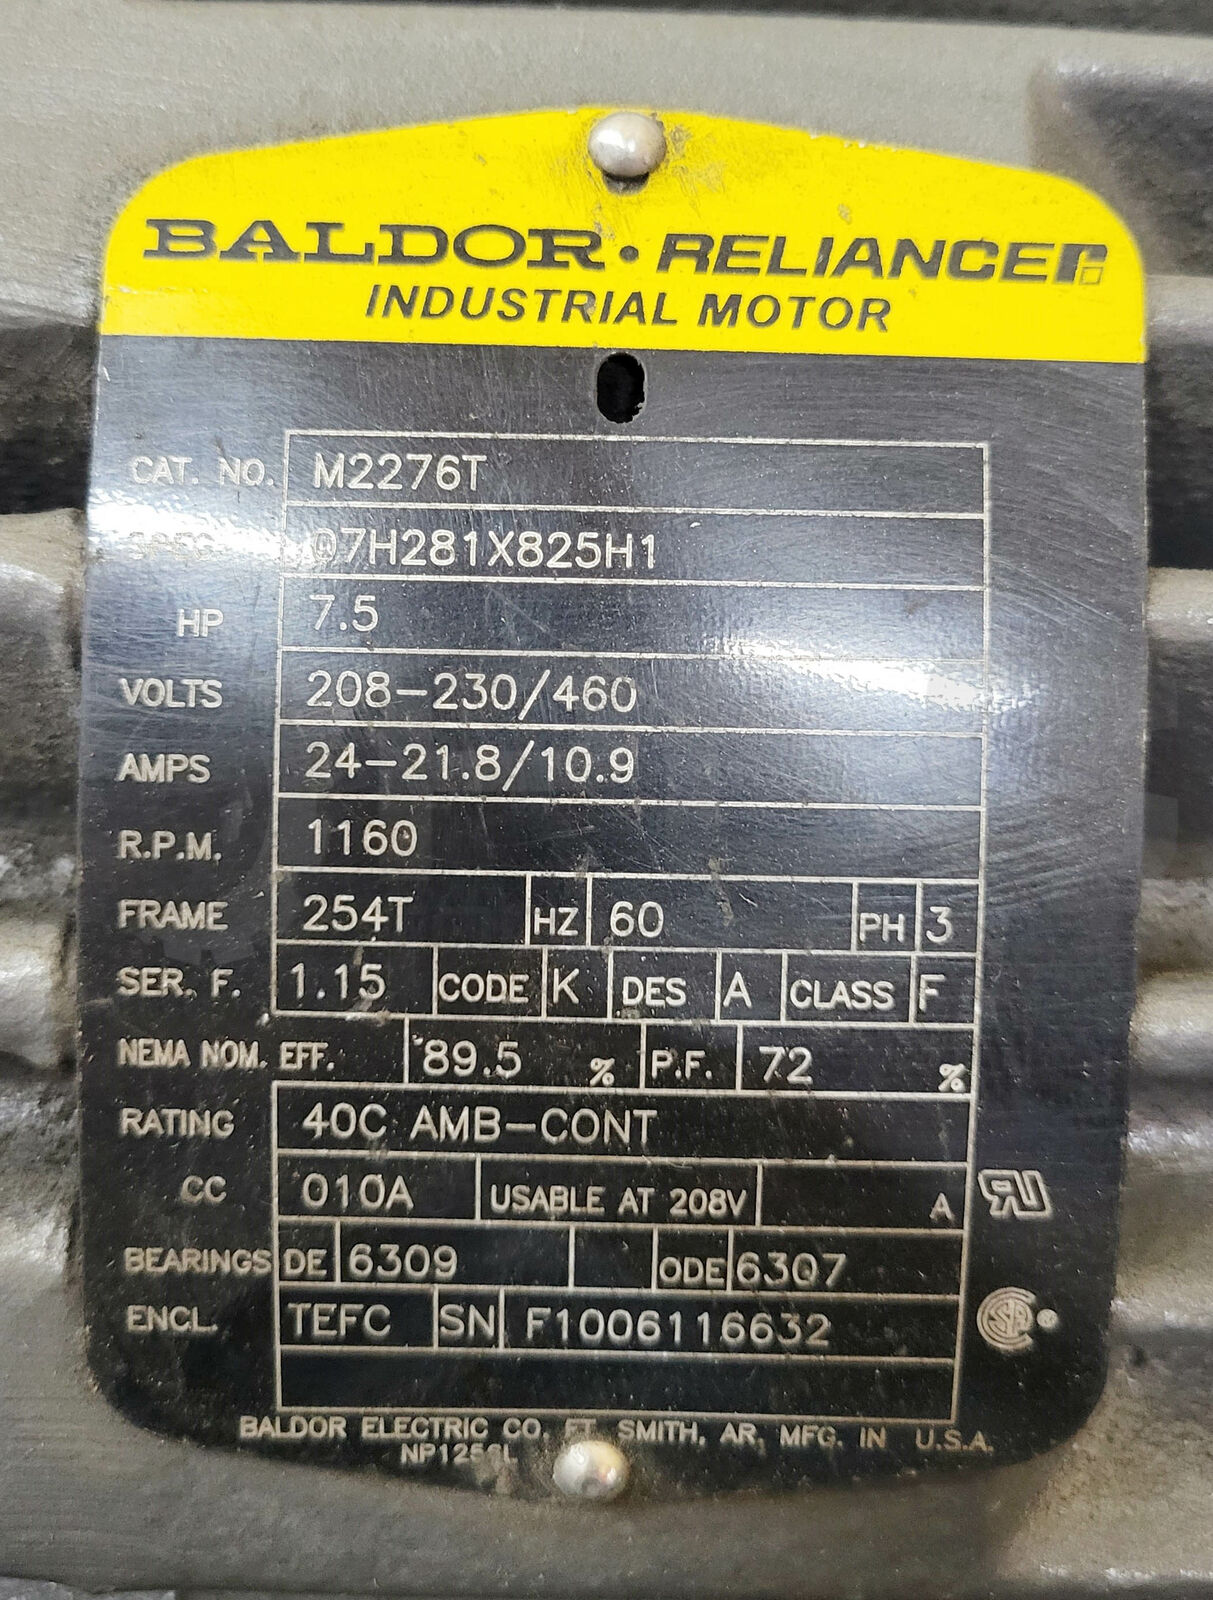 BALDOR • RELIANCE
INDUSTRIAL MOTOR
CAT. NO. M2276T
SPEC. 07H281X825H1
HP 7.5
VOLTS 208-230/460
AMPS 24-21.8/10.9
R.P.M. 1160
FRAME 254T HZ 60 PH 3
SER. F. 1.15 CODE K DES A CLASS F
NEMA NOM. EFF. 89.5 % P.F. 72 %
RATING 40C AMB-CONT
CC 010A USABLE AT 208V A
BEARINGS DE 6309 ODE 6307
ENCL. TEFC SN F1006116632
BALDOR ELECTRIC CO. FT. SMITH, AR. MFG. IN U.S.A.